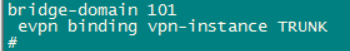 bridge-domain 101
 evpn binding vpn-instance TRUNK
#